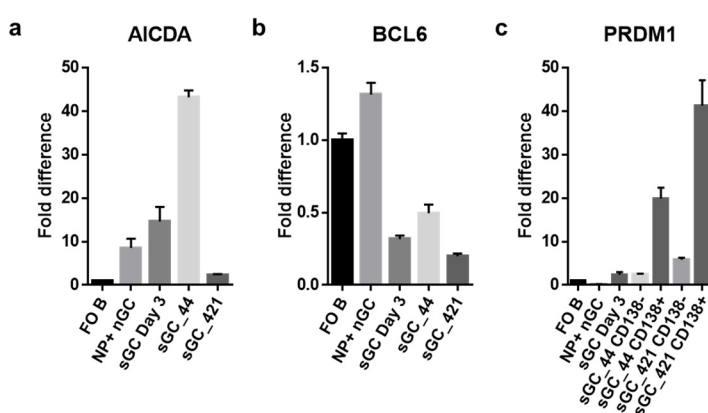 a
AICDA
Fold difference
50
40
30
20
10
0
FO B
NP+ nGC
sGC Day 3
sGC_44
sGC_421
b
BCL6
Fold difference
1.5
1.0
0.5
0.0
FO B
NP+ nGC
sGC Day 3
sGC_44
sGC_421
c
PRDM1
Fold difference
50
40
30
20
10
0
FO B
NP+ nGC
sGC Day 3
sGC_44 CD138-
sGC_44 CD138+
sGC_421 CD138-
sGC_421 CD138+